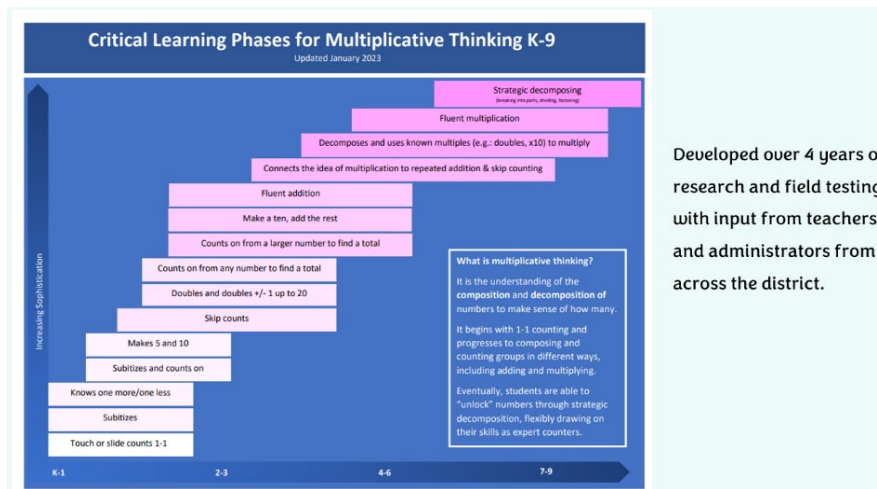 Critical Learning Phases for Multiplicative Thinking K-9
Updated January 2023
Strategic decomposing
(breaking into parts, dividing, factoring)
Fluent multiplication
Decomposes and uses known multiples (e.g.: doubles, x10) to multiply
Connects the idea of multiplication to repeated addition & skip counting
Fluent addition
Make a ten, add the rest
Counts on from a larger number to find a total
Counts on from any number to find a total
Doubles and doubles +/- 1 up to 20
Skip counts
Makes 5 and 10
Subitizes and counts on
Knows one more/one less
Subitizes
Touch or slide counts 1-1
Increasing Sophistication
K-1 2-3 4-6 7-9
What is multiplicative thinking?
It is the understanding of the
composition and decomposition of
numbers to make sense of how many.
It begins with 1-1 counting and
progresses to composing and
counting groups in different ways,
including adding and multiplying.
Eventually, students are able to
"unlock" numbers through strategic
decomposition, flexibly drawing on
their skills as expert counters.
Developed over 4 years o
research and field testing
with input from teachers
and administrators from
across the district.